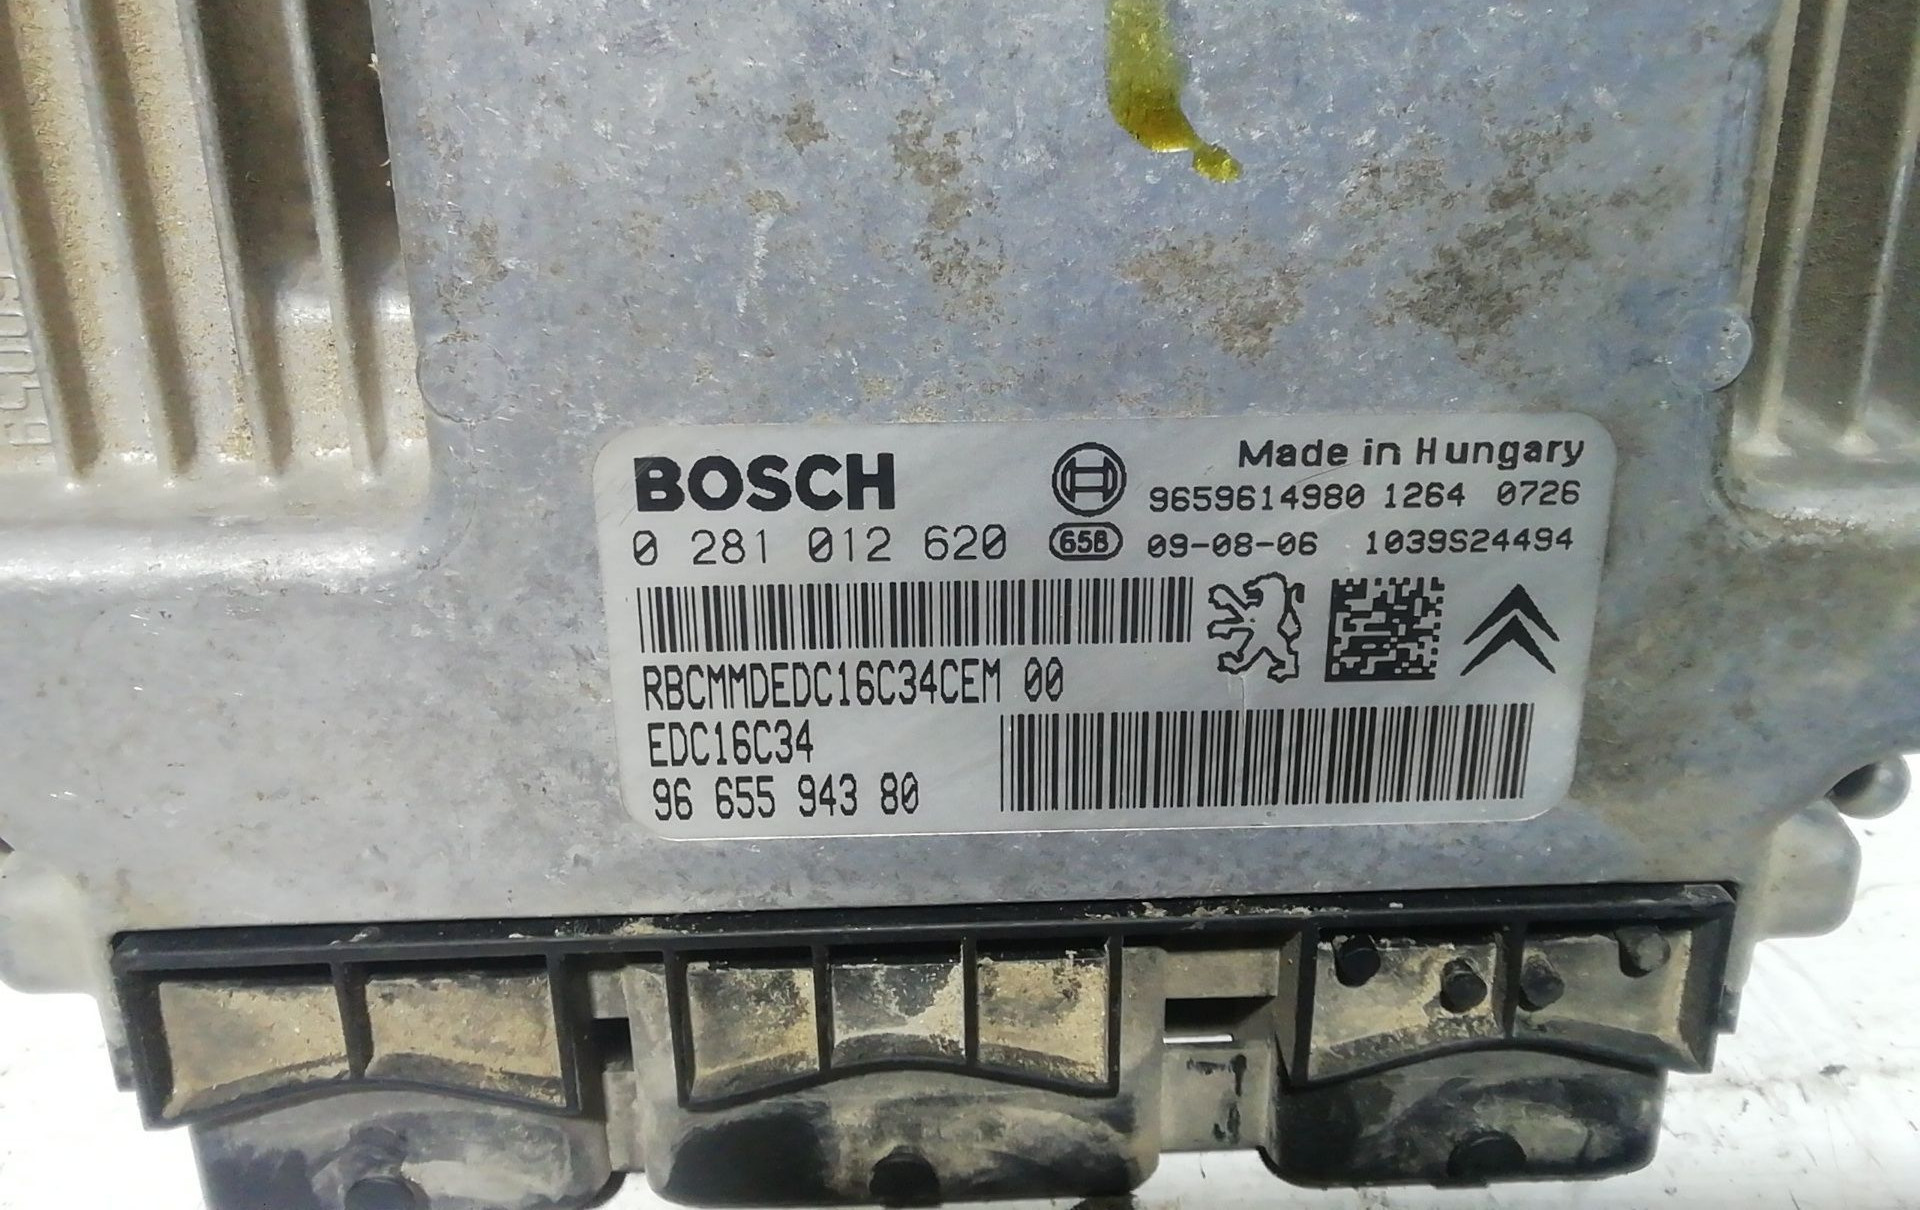 BOSCH
Made in Hungary
9659614980 1264 0726
0 281 012 620
65B 09-08-06 1039S24494
RBCMMDEDC16C34CEM 00
EDC16C34
96 655 943 80